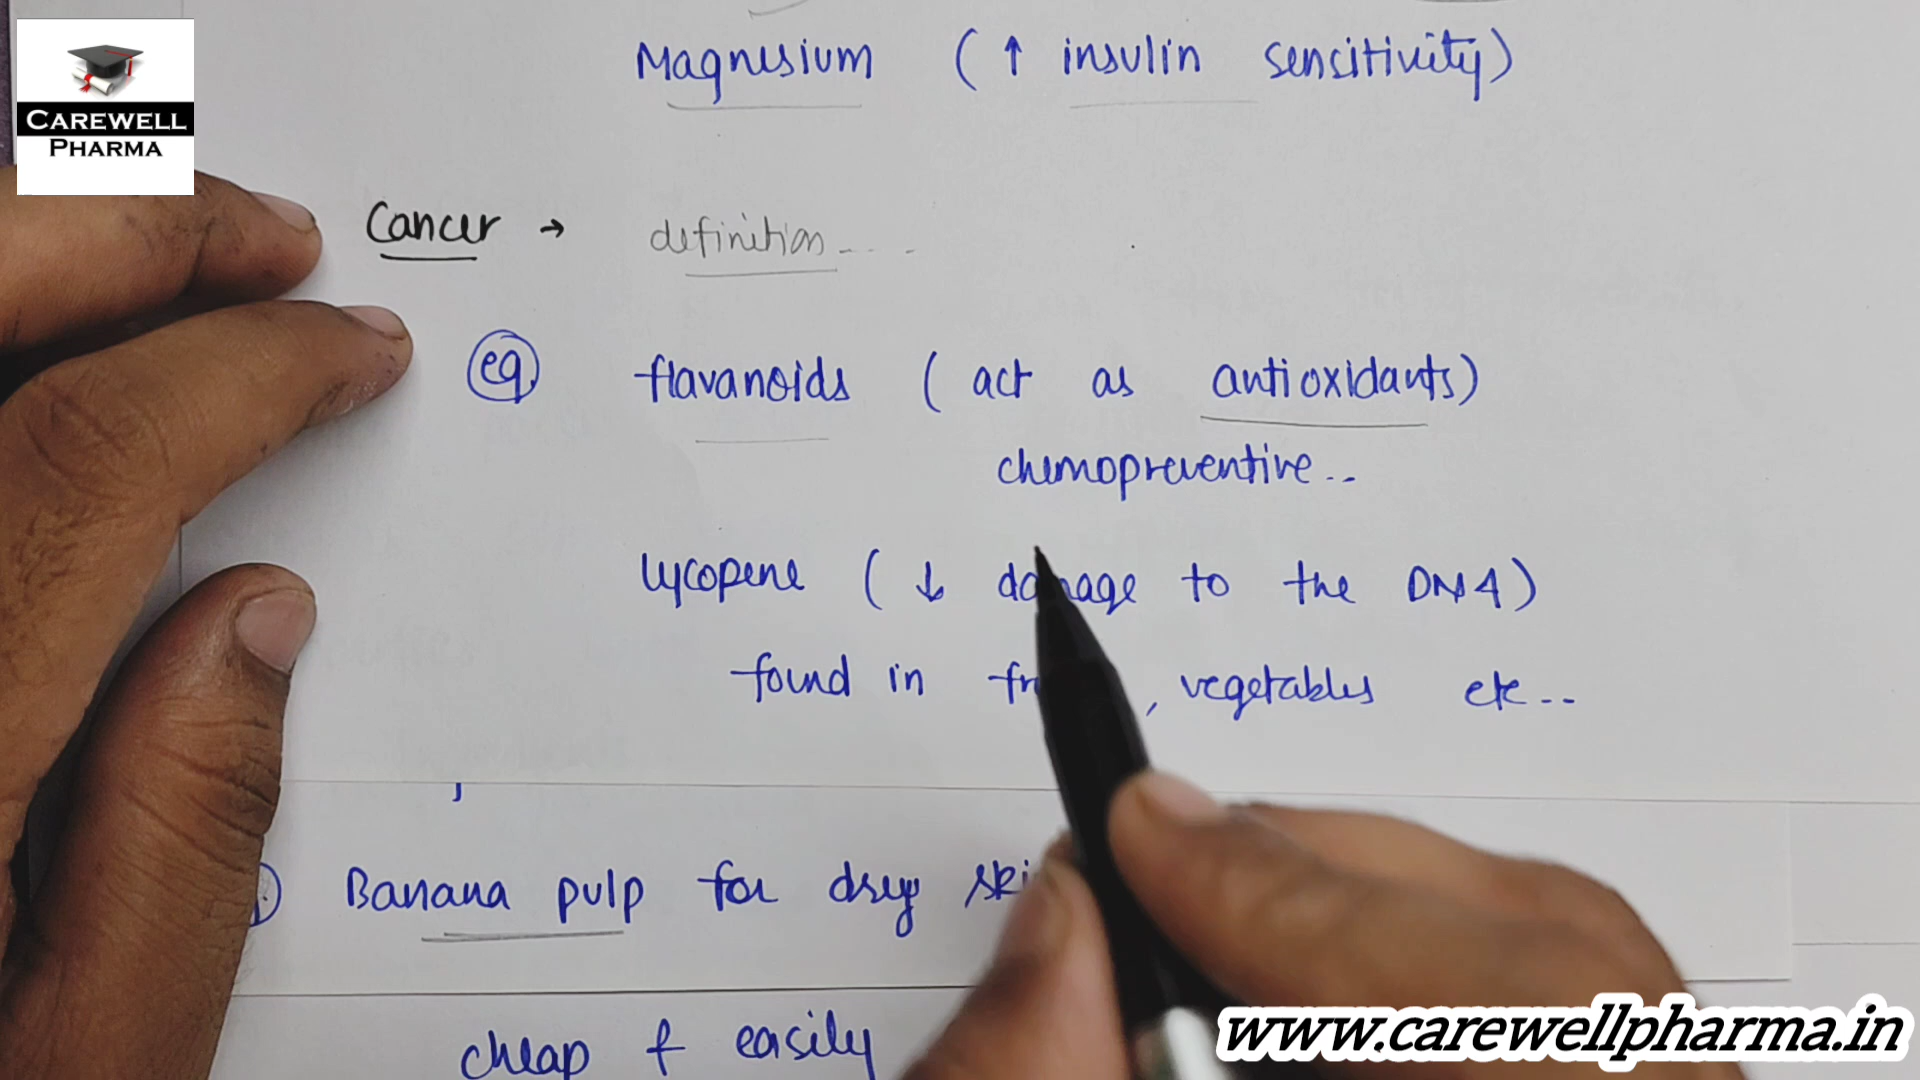 CAREWELL
PHARMA
Magnesium (↑ insulin sensitivity)
Cancer → definition....
eg flavanoids (act as antioxidants)
chemopreventive..
lycopene (↓ damage to the DNA)
found in , vegetables etc..
Banana pulp for
cheap & easily
www.carewellpharma.in